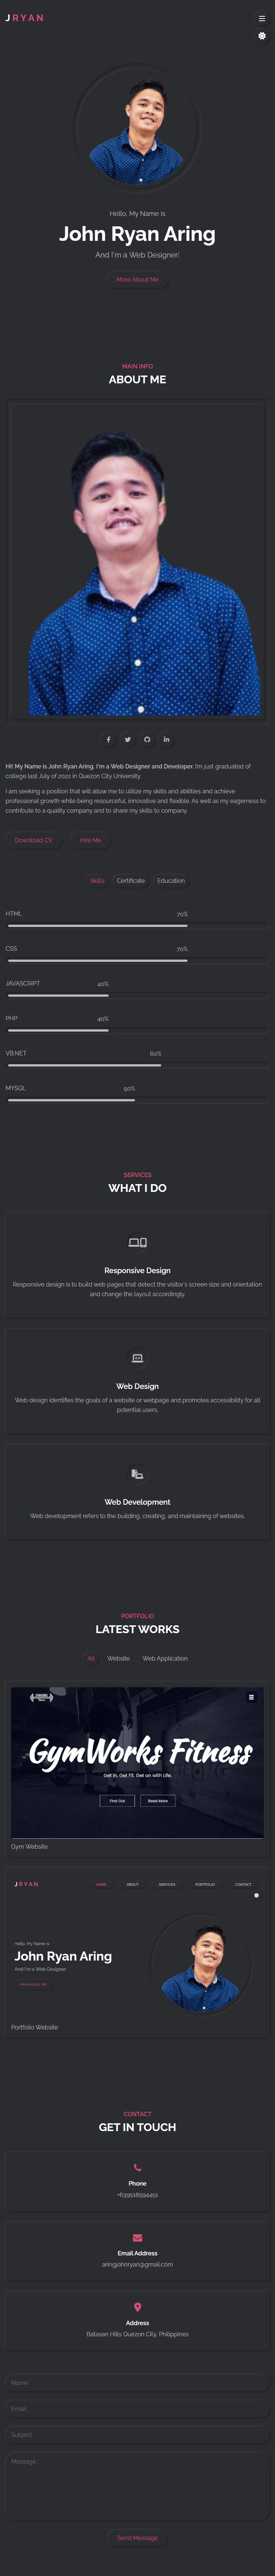 JRYAN
Hello, My Name Is
John Ryan Aring
And I'm a Web Designer|
More About Me
MAIN INFO
ABOUT ME
Hi! My Name is John Ryan Aring. I'm a Web Designer and Developer. I'm just graduated of
college last July of 2022 in Quezon City University.
I am seeking a position that will allow me to utilize my skills and abilities and achieve
professional growth while being resourceful, innovative and flexible. As well as my eagerness to
contribute to a quality company and to share my skills to company.
Download CV Hire Me
Skills Certificate Education
HTML 70%
CSS 70%
JAVASCRIPT 40%
PHP 40%
VB.NET 60%
MYSQL 50%
SERVICES
WHAT I DO
Responsive Design
Responsive design is to build web pages that detect the visitor's screen size and orientation
and change the layout accordingly.
Web Design
Web design identifies the goals of a website or webpage and promotes accessibility for all
potential users.
Web Development
Web development refers to the building, creating, and maintaining of websites.
PORTFOLIO
LATEST WORKS
All Website Web Application
GymWorks Fitness
Get In, Get Fit, Get on with Life.
Find Out Read More
Gym Website
JRYAN HOME ABOUT SERVICES PORTFOLIO CONTACT
Hello, My Name Is
John Ryan Aring
And I'm a Web Designer
More About Me
Portfolio Website
CONTACT
GET IN TOUCH
Phone
+639518594451
Email Address
aringjohnryan@gmail.com
Address
Batasan Hills Quezon City, Philippines
Name :
Email :
Subject :
Message :
Send Message